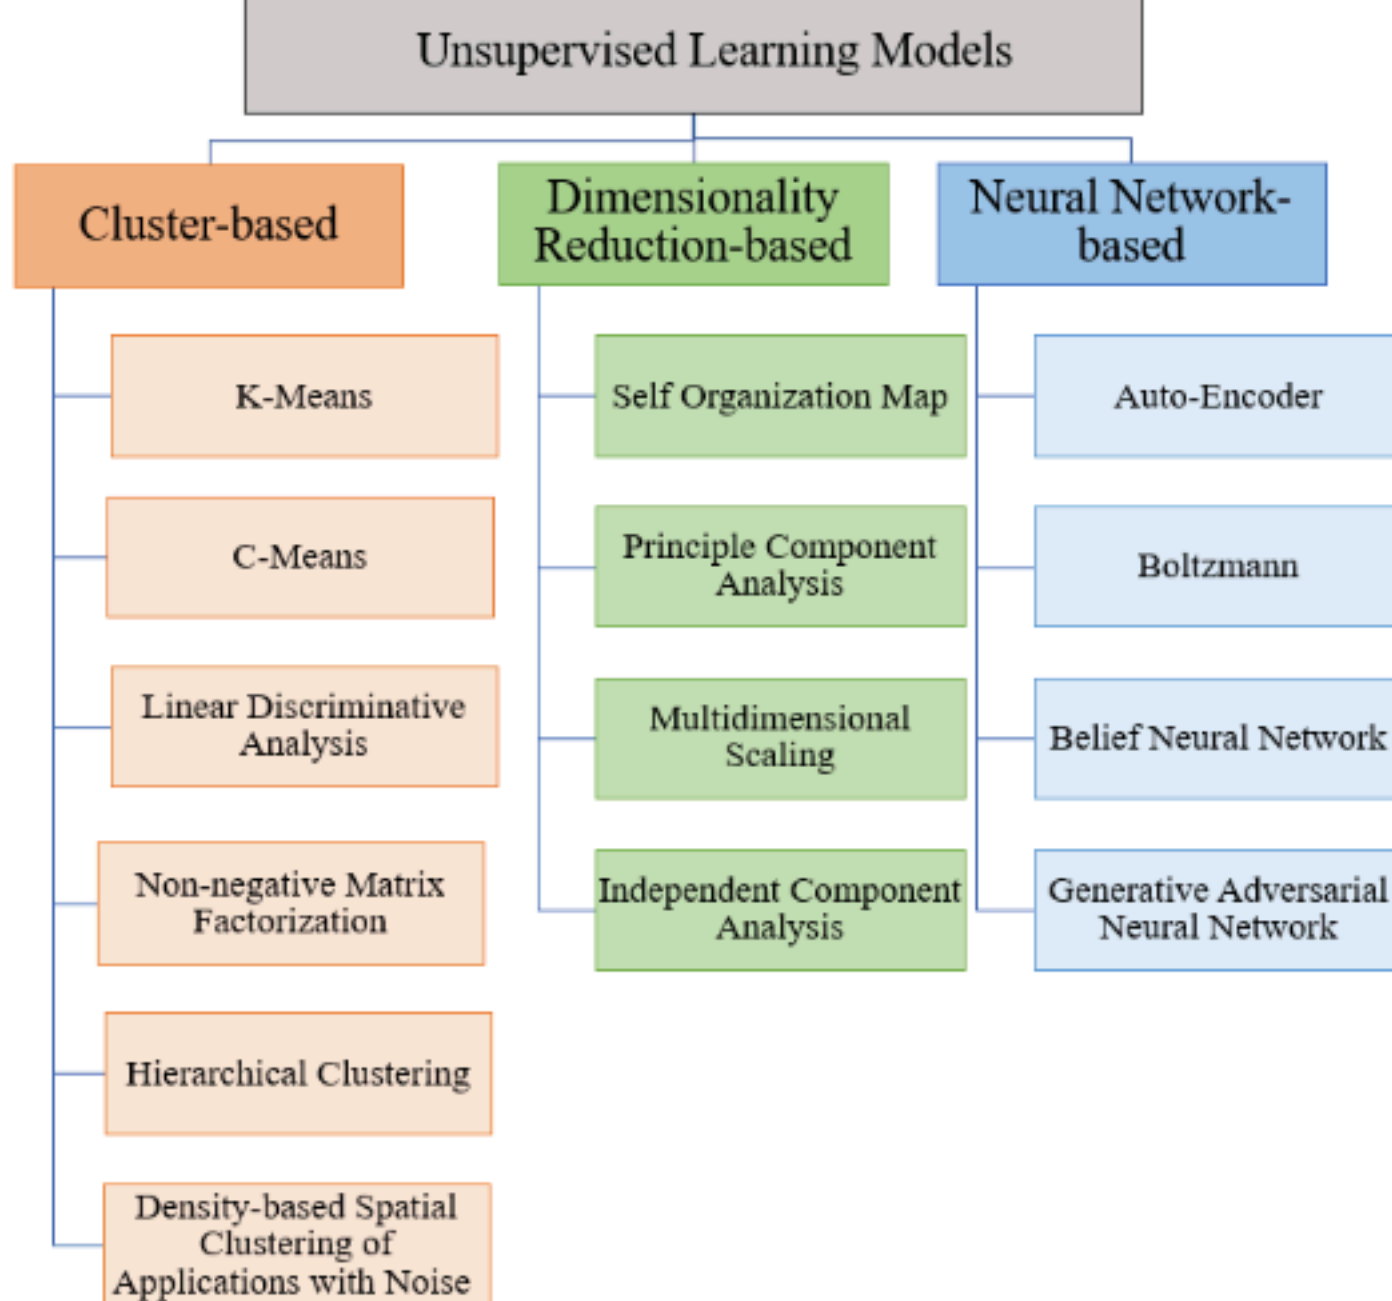 Unsupervised Learning Models
Cluster-based
K-Means
C-Means
Linear Discriminative
Analysis
Non-negative Matrix
Factorization
Hierarchical Clustering
Density-based Spatial
Clustering of
Applications with Noise
Dimensionality
Reduction-based
Self Organization Map
Principle Component
Analysis
Multidimensional
Scaling
Independent Component
Analysis
Neural Network-
based
Auto-Encoder
Boltzmann
Belief Neural Network
Generative Adversarial
Neural Network